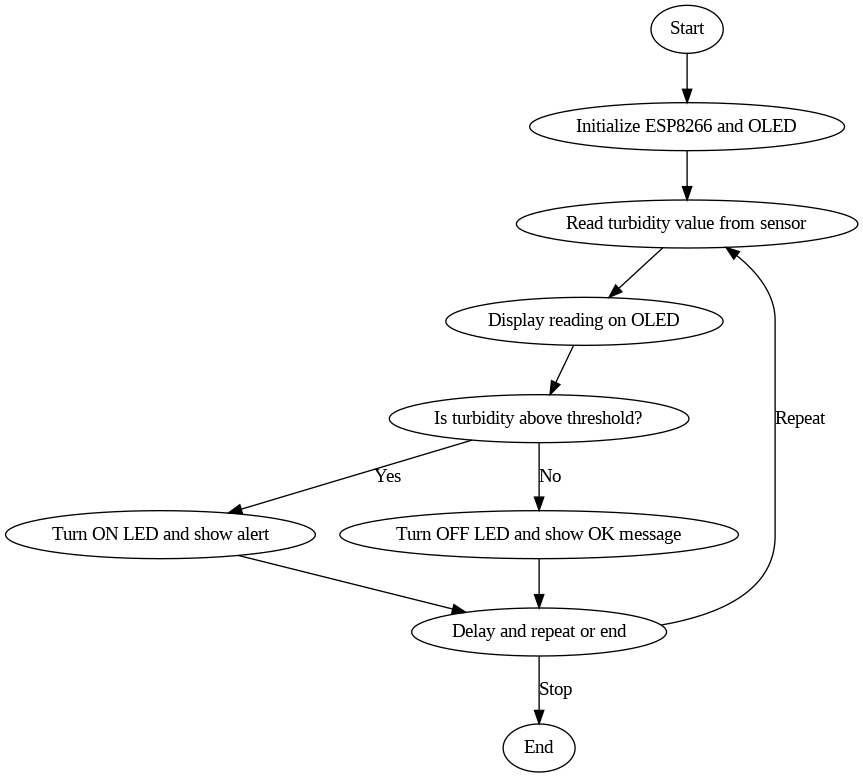 Start
Initialize ESP8266 and OLED
Read turbidity value from sensor
Display reading on OLED
Is turbidity above threshold?
Repeat
Yes
No
Turn ON LED and show alert
Turn OFF LED and show OK message
Delay and repeat or end
Stop
End